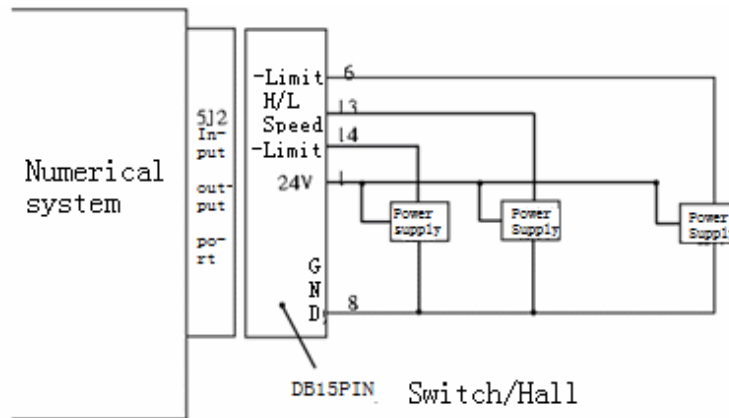 Numerical
system
5J2
In-
put
out-
put
po-
rt
-Limit
H/L
Speed
-Limit
24V
G
N
D
6
13
14
1
8
Power
supply
Power
Supply
Power
Supply
DB15PIN
Switch/Hall